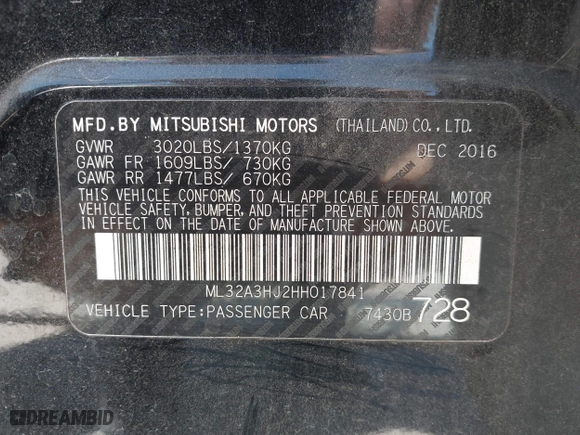 MFD.BY MITSUBISHI MOTORS (THAILAND)CO.,LTD.
GVWR 3020LBS/1370KG DEC 2016
GAWR FR 1609LBS/ 730KG
GAWR RR 1477LBS/ 670KG
THIS VEHICLE CONFORMS TO ALL APPLICABLE FEDERAL MOTOR
VEHICLE SAFETY, BUMPER, AND THEFT PREVENTION STANDARDS
IN EFFECT ON THE DATE OF MANUFACTURE SHOWN ABOVE.
ML32A3HJ2HH017841
VEHICLE TYPE:PASSENGER CAR 7430B 728
DREAMBID